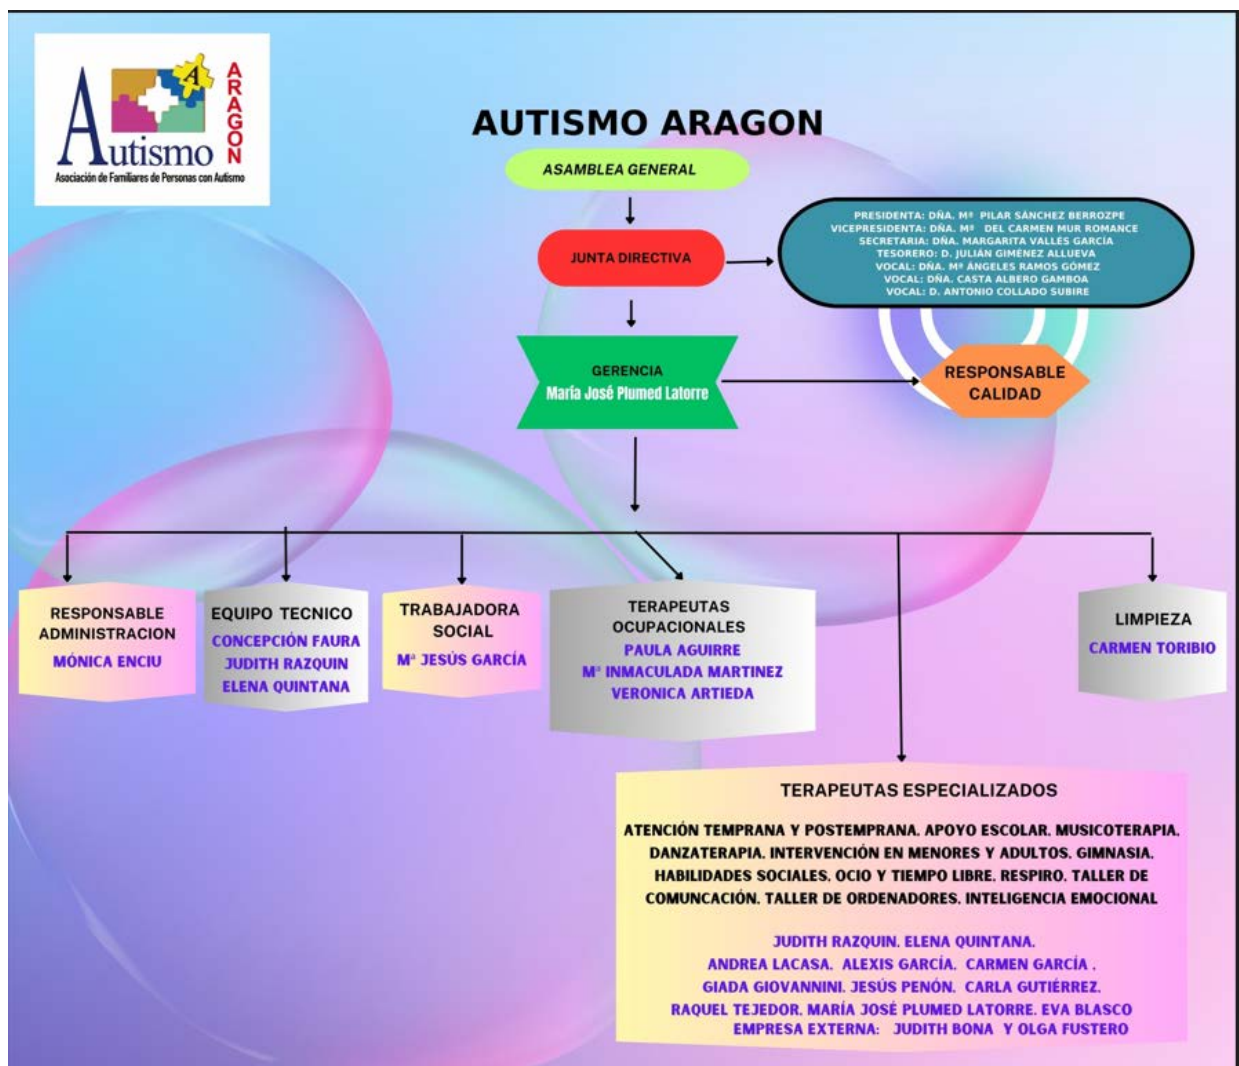 Autismo
ARAGON
Asociación de Familiares de Personas con Autismo
AUTISMO ARAGON
ASAMBLEA GENERAL
JUNTA DIRECTIVA
PRESIDENTA: DÑA. Mª PILAR SÁNCHEZ BERROZPE
VICEPRESIDENTA: DÑA. Mª DEL CARMEN MUR ROMANCE
SECRETARIA: DÑA. MARGARITA VALLÉS GARCÍA
TESORERO: D. JULIÁN GIMÉNEZ ALLUEVA
VOCAL: DÑA. Mª ÁNGELES RAMOS GÓMEZ
VOCAL: DÑA. CASTA ALBERO GAMBOA
VOCAL: D. ANTONIO COLLADO SUBIRE
GERENCIA
María José Plumed Latorre
RESPONSABLE
CALIDAD
RESPONSABLE
ADMINISTRACION
MÓNICA ENCIU
EQUIPO TECNICO
CONCEPCIÓN FAURA
JUDITH RAZQUIN
ELENA QUINTANA
TRABAJADORA
SOCIAL
Mª JESÚS GARCÍA
TERAPEUTAS
OCUPACIONALES
PAULA AGUIRRE
Mª INMACULADA MARTINEZ
VERONICA ARTIEDA
LIMPIEZA
CARMEN TORIBIO
TERAPEUTAS ESPECIALIZADOS
ATENCIÓN TEMPRANA Y POSTEMPRANA, APOYO ESCOLAR, MUSICOTERAPIA,
DANZATERAPIA, INTERVENCIÓN EN MENORES Y ADULTOS, GIMNASIA,
HABILIDADES SOCIALES, OCIO Y TIEMPO LIBRE, RESPIRO, TALLER DE
COMUNCACIÓN, TALLER DE ORDENADORES, INTELIGENCIA EMOCIONAL
JUDITH RAZQUIN, ELENA QUINTANA,
ANDREA LACASA, ALEXIS GARCÍA, CARMEN GARCÍA ,
GIADA GIOVANNINI, JESÚS PENÓN, CARLA GUTIÉRREZ,
RAQUEL TEJEDOR, MARÍA JOSÉ PLUMED LATORRE, EVA BLASCO
EMPRESA EXTERNA: JUDITH BONA Y OLGA FUSTERO